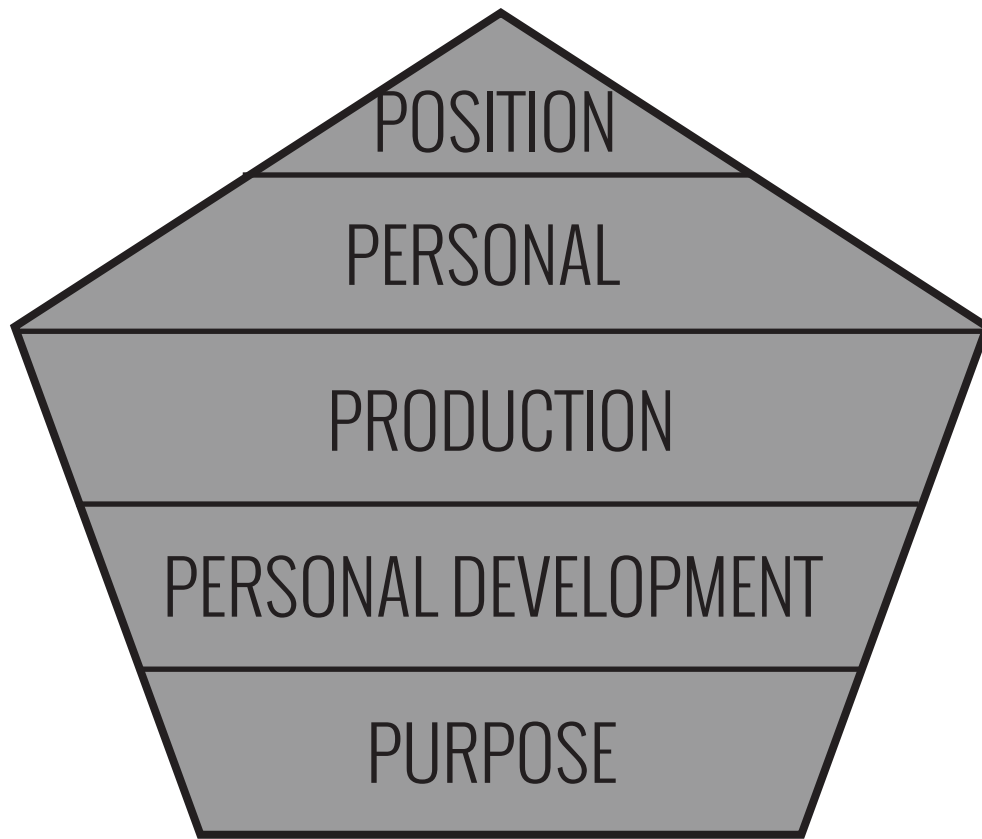 POSITION
PERSONAL
PRODUCTION
PERSONAL DEVELOPMENT
PURPOSE